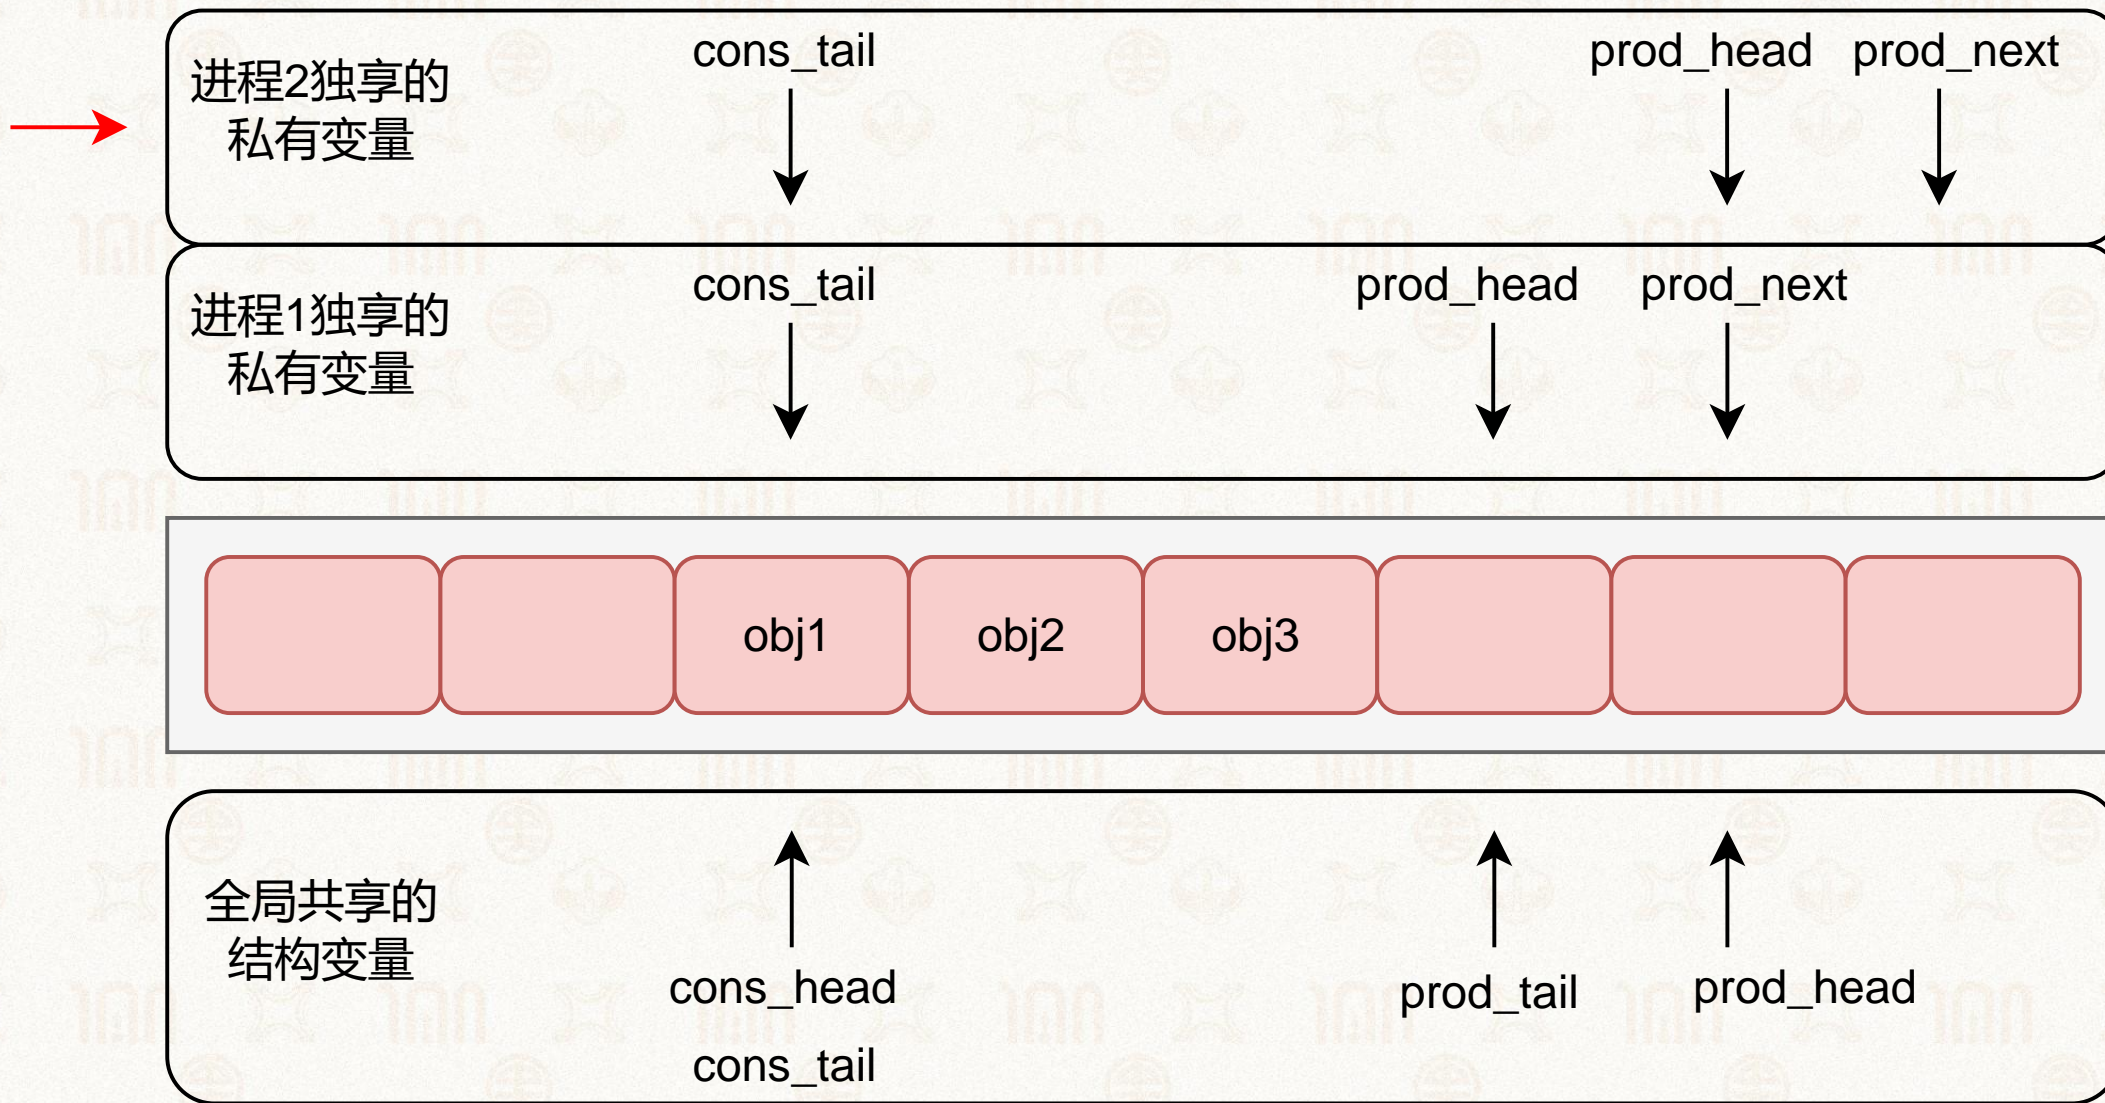 cons_tail
prod_head
prod_next
进程2独享的
私有变量
cons_tail
prod_head
prod_next
进程1独享的
私有变量
obj1
obj2
obj3
全局共享的
结构变量
cons_head
prod_tail
prod_head
cons_tail